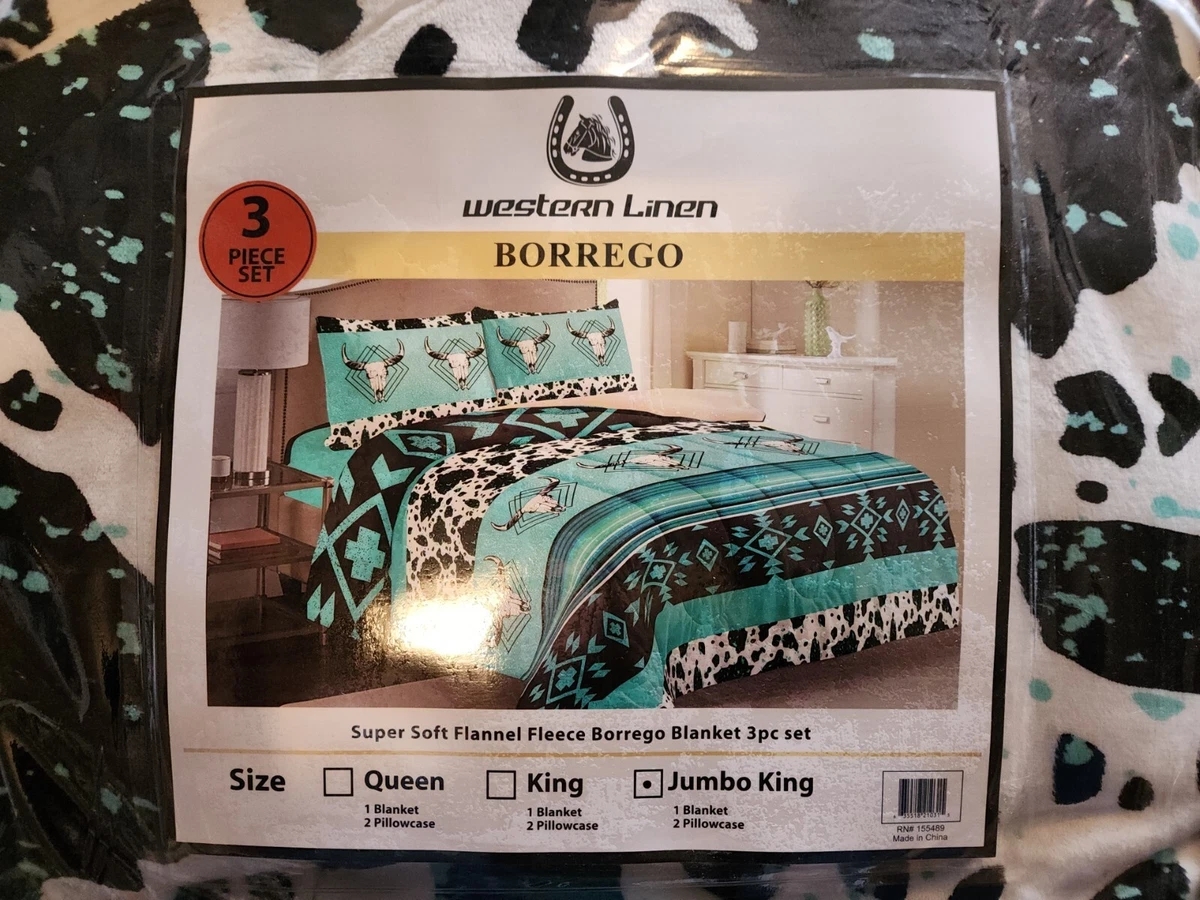 western Linen
BORREGO
3
PIECE
SET
Super Soft Flannel Fleece Borrego Blanket 3pc set
Size
Queen
1 Blanket
2 Pillowcase
King
1 Blanket
2 Pillowcase
Jumbo King
1 Blanket
2 Pillowcase
RN# 155489
Made in China